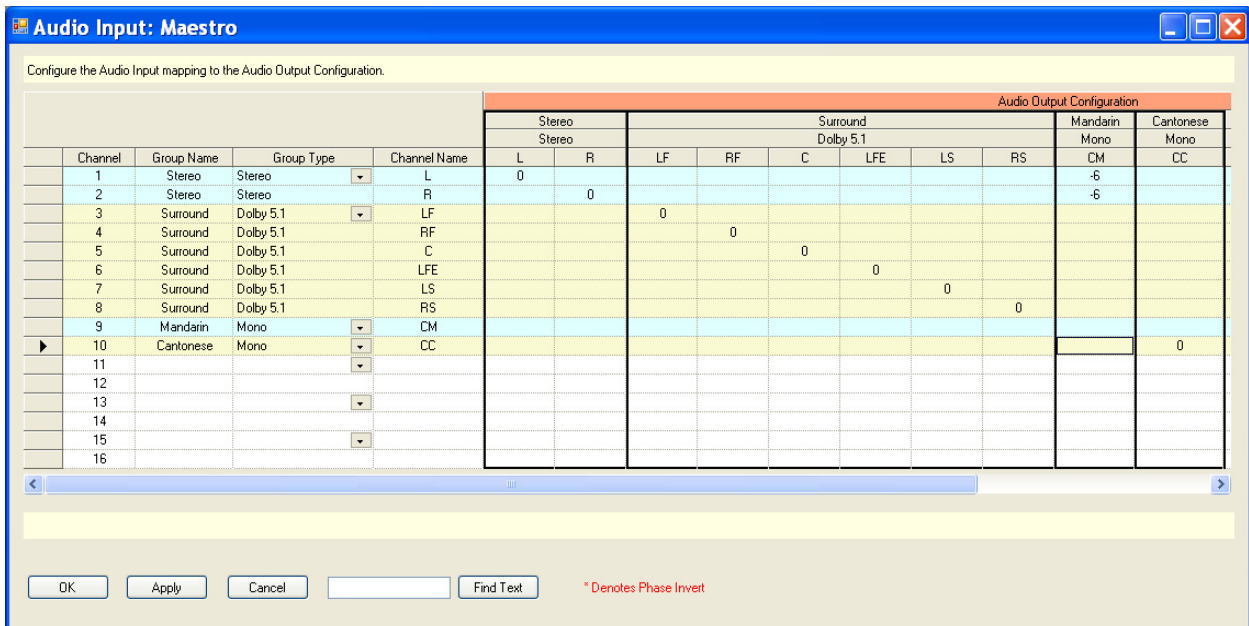 Audio Input: Maestro
Configure the Audio Input mapping to the Audio Output Configuration.
Audio Output Configuration
Stereo Surround Mandarin Cantonese
Stereo Dolby 5.1 Mono Mono
Channel Group Name Group Type Channel Name L R LF RF C LFE LS RS CM CC
1 Stereo Stereo L 0 -6
2 Stereo Stereo R 0 -6
3 Surround Dolby 5.1 LF 0
4 Surround Dolby 5.1 RF 0
5 Surround Dolby 5.1 C 0
6 Surround Dolby 5.1 LFE 0
7 Surround Dolby 5.1 LS 0
8 Surround Dolby 5.1 RS 0
9 Mandarin Mono CM
10 Cantonese Mono CC 0
11
12
13
14
15
16
OK Apply Cancel Find Text * Denotes Phase Invert